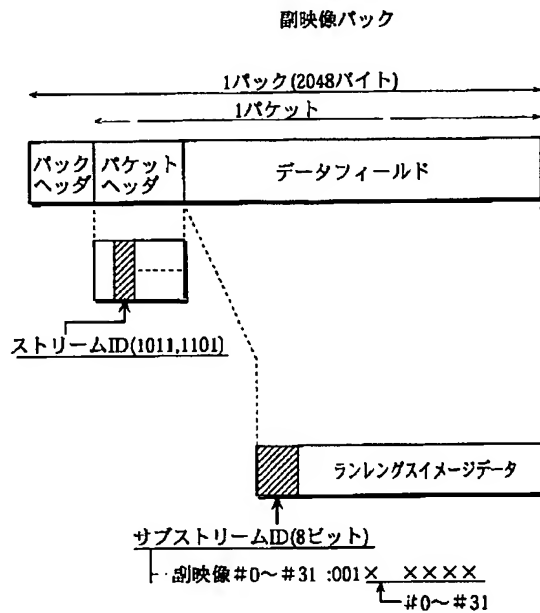 副映像パック
1パック(2048バイト)
1パケット
パック
ヘッダ
パケット
ヘッダ
データフィールド
ストリームID(1011,1101)
ランレングスイメージデータ
サブストリームID(8ビット)
副映像#0～#31 :001× ××××
#0～#31